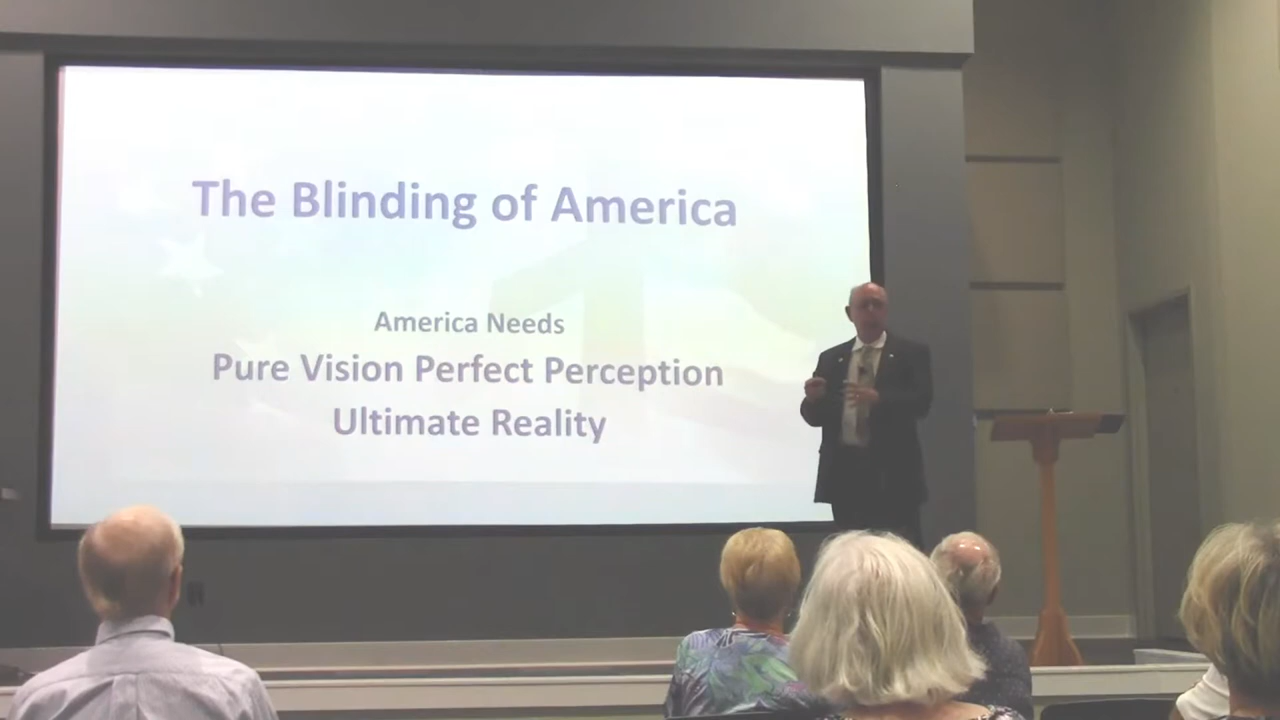 The Blinding of America
America Needs
Pure Vision Perfect Perception
Ultimate Reality